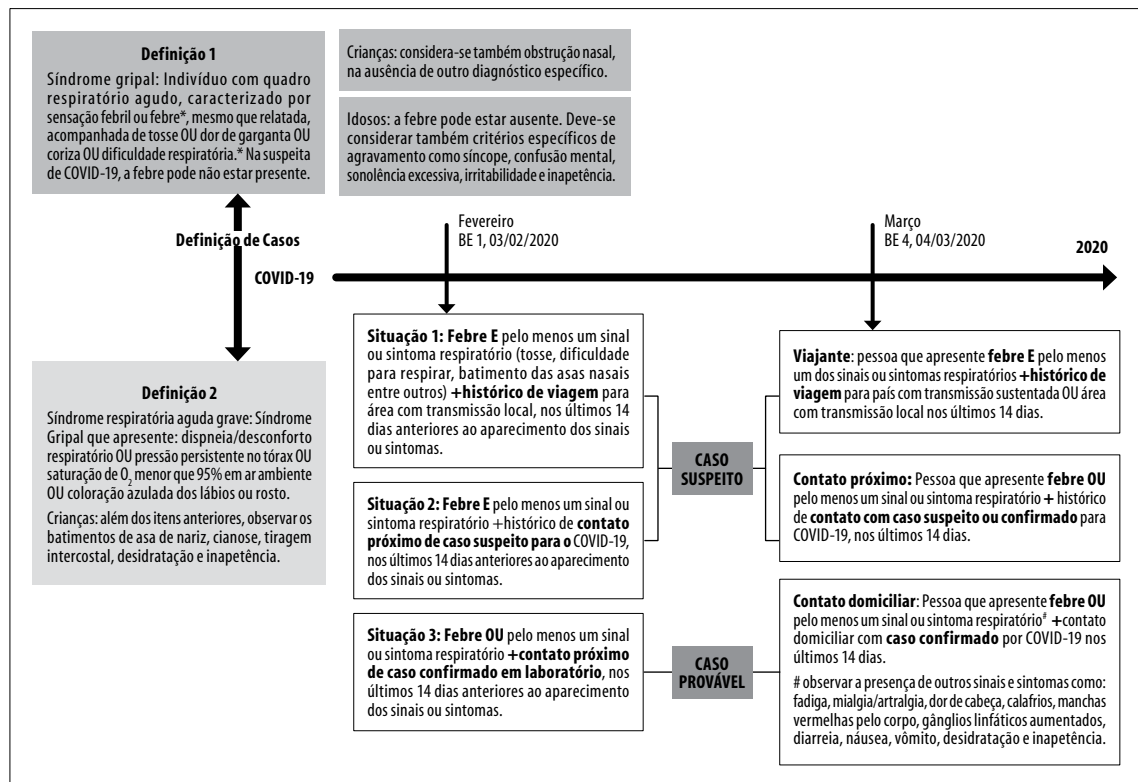 Definição 1
Síndrome gripal: Indivíduo com quadro
respiratório agudo, caracterizado por
sensação febril ou febre*, mesmo que relatada,
acompanhada de tosse OU dor de garganta OU
coriza OU dificuldade respiratória.* Na suspeita
de COVID-19, a febre pode não estar presente.
Crianças: considera-se também obstrução nasal,
na ausência de outro diagnóstico específico.
Idosos: a febre pode estar ausente. Deve-se
considerar também critérios específicos de
agravamento como síncope, confusão mental,
sonolência excessiva, irritabilidade e inapetência.
Definição de Casos
COVID-19
Fevereiro
BE 1, 03/02/2020
Março
BE 4, 04/03/2020
2020
Definição 2
Síndrome respiratória aguda grave: Síndrome
Gripal que apresente: dispneia/desconforto
respiratório OU pressão persistente no tórax OU
saturação de O2 menor que 95% em ar ambiente
OU coloração azulada dos lábios ou rosto.
Crianças: além dos itens anteriores, observar os
batimentos de asa de nariz, cianose, tiragem
intercostal, desidratação e inapetência.
Situação 1: Febre E pelo menos um sinal
ou sintoma respiratório (tosse, dificuldade
para respirar, batimento das asas nasais
entre outros) +histórico de viagem para
área com transmissão local, nos últimos 14
dias anteriores ao aparecimento dos sinais
ou sintomas.
Situação 2: Febre E pelo menos um sinal ou
sintoma respiratório +histórico de contato
próximo de caso suspeito para o COVID-19,
nos últimos 14 dias anteriores ao aparecimento
dos sinais ou sintomas.
Situação 3: Febre OU pelo menos um sinal
ou sintoma respiratório +contato próximo
de caso confirmado em laboratório, nos
últimos 14 dias anteriores ao aparecimento
dos sinais ou sintomas.
CASO
SUSPEITO
CASO
PROVÁVEL
Viajante: pessoa que apresente febre E pelo menos
um dos sinais ou sintomas respiratórios +histórico de
viagem para país com transmissão sustentada OU área
com transmissão local nos últimos 14 dias.
Contato próximo: Pessoa que apresente febre OU
pelo menos um sinal ou sintoma respiratório + histórico
de contato com caso suspeito ou confirmado para
COVID-19, nos últimos 14 dias.
Contato domiciliar: Pessoa que apresente febre OU
pelo menos um sinal ou sintoma respiratório# +contato
domiciliar com caso confirmado por COVID-19 nos
últimos 14 dias.
# observar a presença de outros sinais e sintomas como:
fadiga, mialgia/artralgia, dor de cabeça, calafrios, manchas
vermelhas pelo corpo, gânglios linfáticos aumentados,
diarreia, náusea, vômito, desidratação e inapetência.